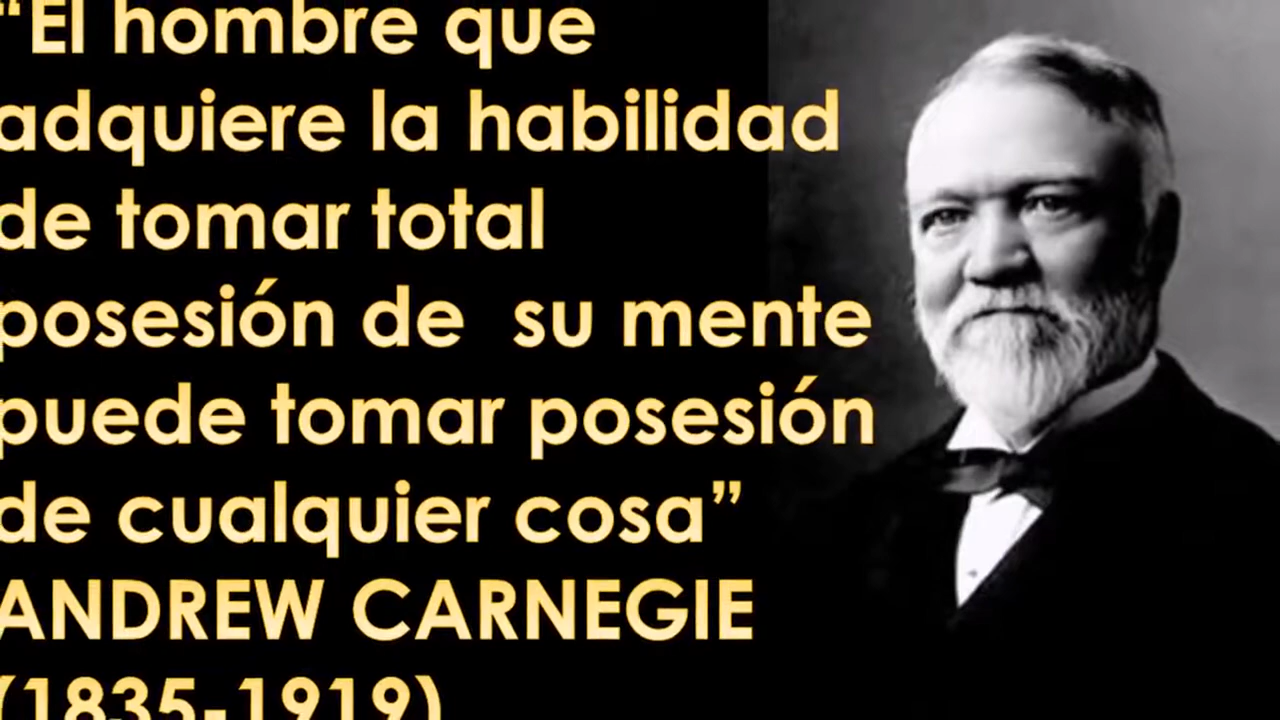 “El hombre que
adquiere la habilidad
de tomar total
posesión de  su mente
puede tomar posesión
de cualquier cosa”
ANDREW CARNEGIE
(1835-1919)